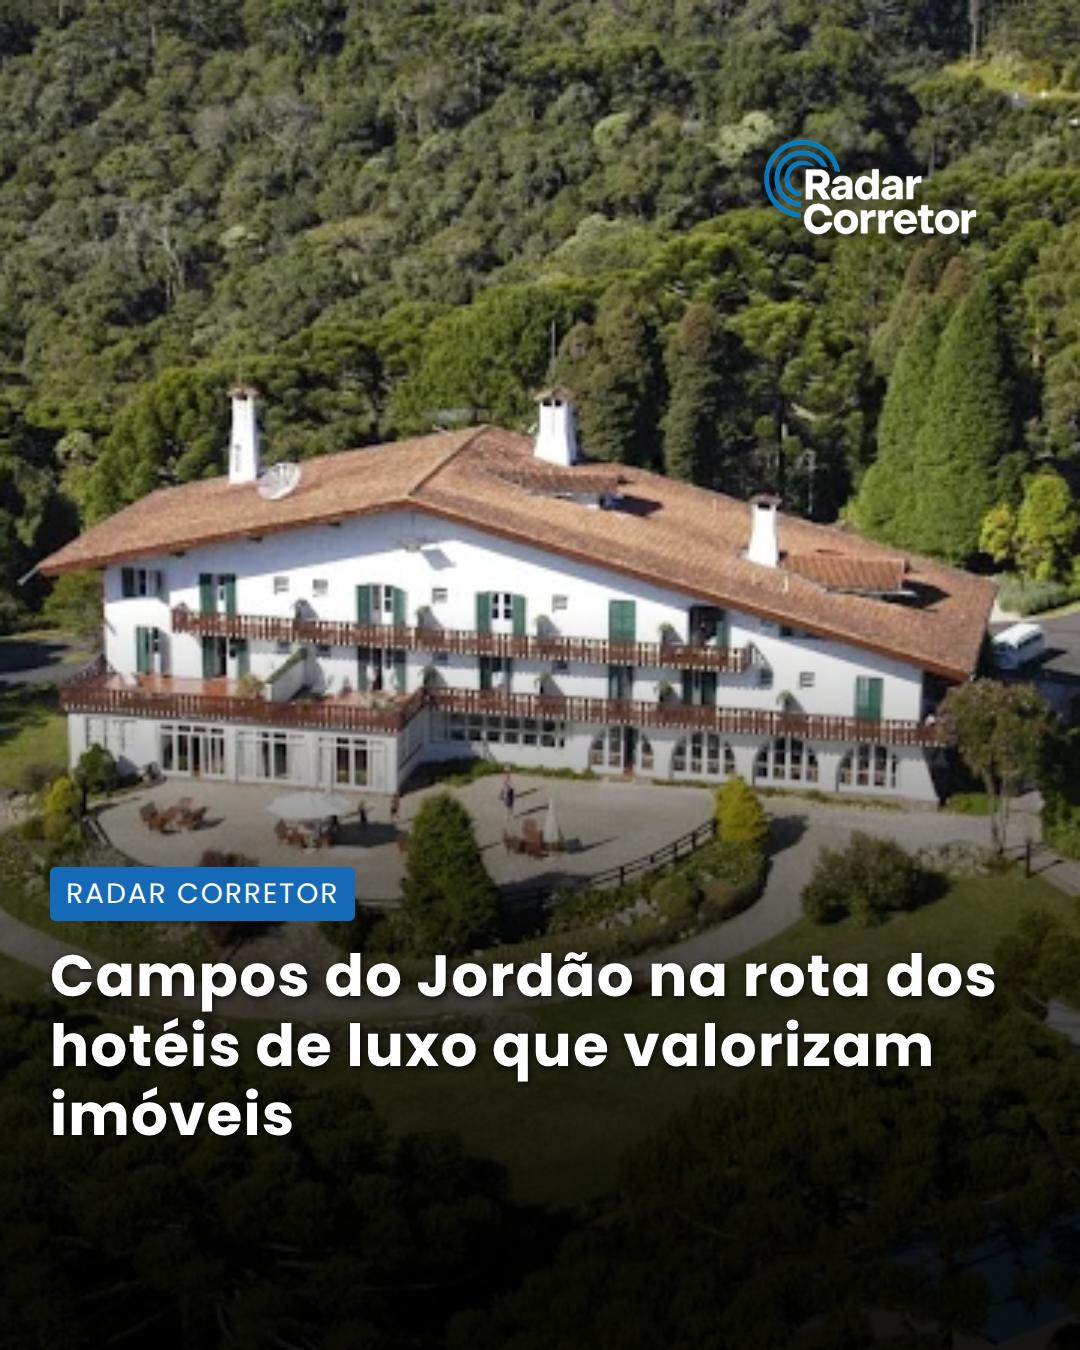 Radar
Corretor
RADAR CORRETOR
Campos do Jordão na rota dos
hotéis de luxo que valorizam
imóveis